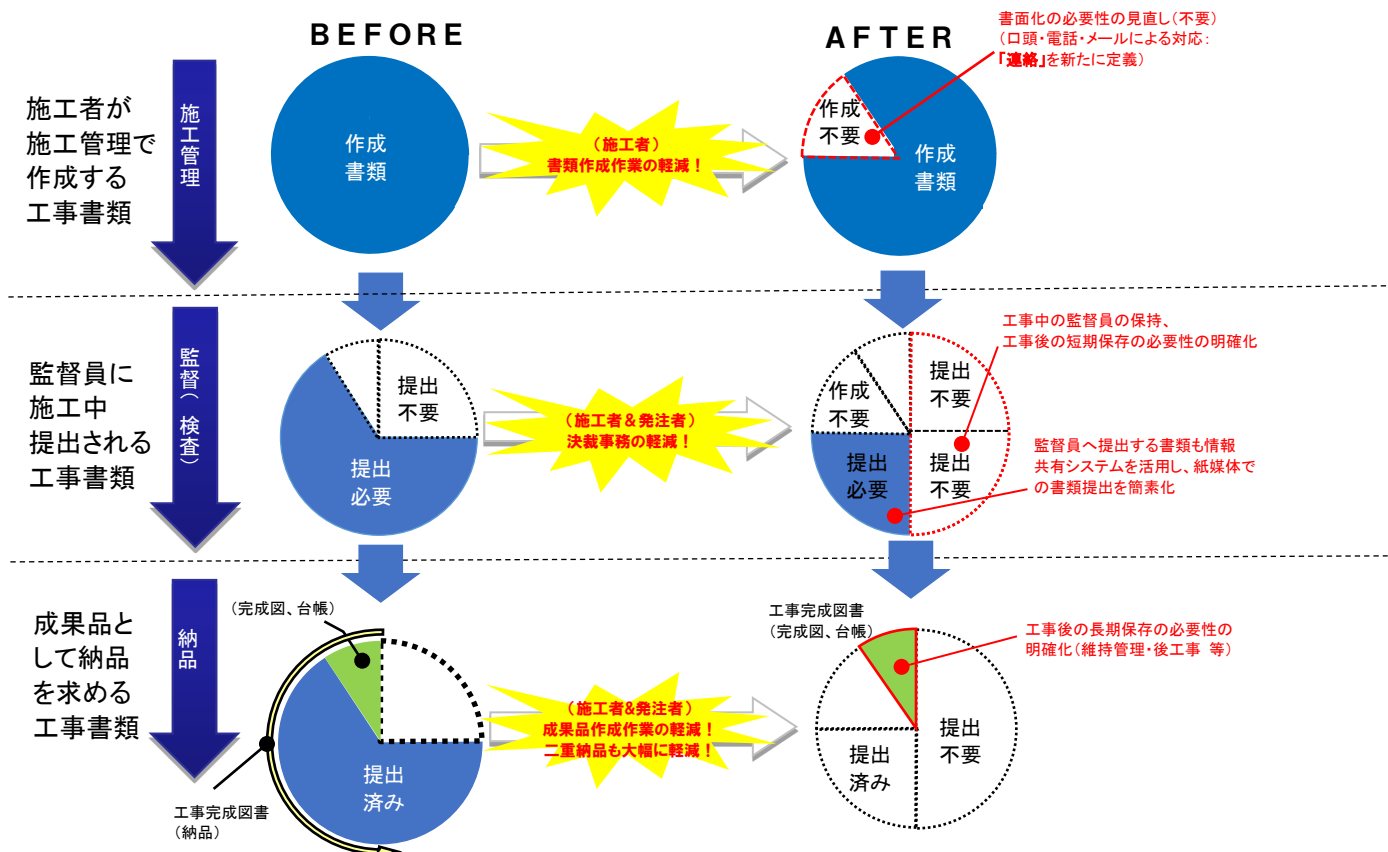 BEFORE
AFTER
書面化の必要性の見直し(不要)
(口頭・電話・メールによる対応:
「連絡」を新たに定義)
施工者が
施工管理で
作成する
工事書類
施工管理
作成
書類
(施工者)
書類作成作業の軽減!
作成
不要
作成
書類
監督員に
施工中
提出される
工事書類
監督(検査)
提出
不要
提出
必要
(施工者&発注者)
決裁事務の軽減!
作成
不要
提出
不要
提出
必要
提出
不要
工事中の監督員の保持、
工事後の短期保存の必要性の明確化
監督員へ提出する書類も情報
共有システムを活用し、紙媒体で
の書類提出を簡素化
成果品と
して納品
を求める
工事書類
納品
(完成図、台帳)
提出
済み
工事完成図書
(納品)
(施工者&発注者)
成果品作成作業の軽減!
二重納品も大幅に軽減!
工事完成図書
(完成図、台帳)
提出
不要
提出
済み
工事後の長期保存の必要性の
明確化(維持管理・後工事 等)